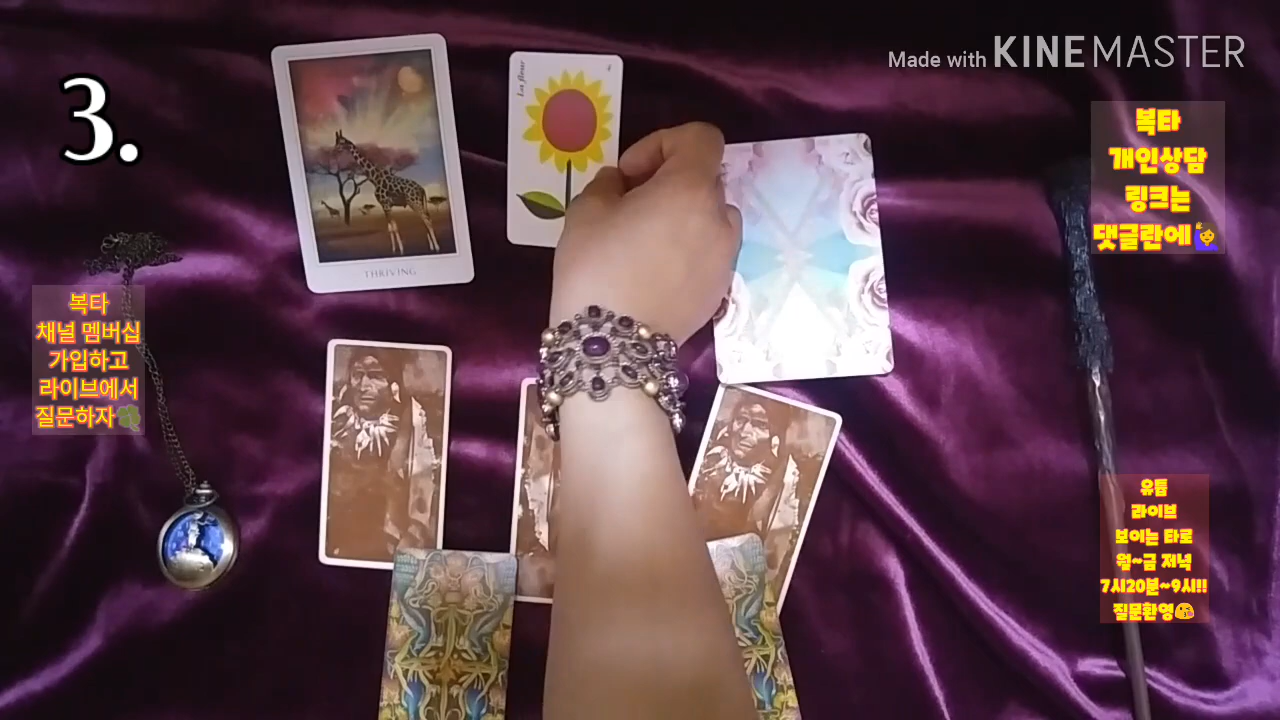 Made with KINEMASTER
3.
복타
개인상담
링크는
댓글란에🙋‍♀️
La fleur
THRIVING
복타
채널 멤버십
가입하고
라이브에서
질문하자🍀
유튭
라이브
보이는 타로
월~금 저녁
7시20분~9시!!
질문환영😘